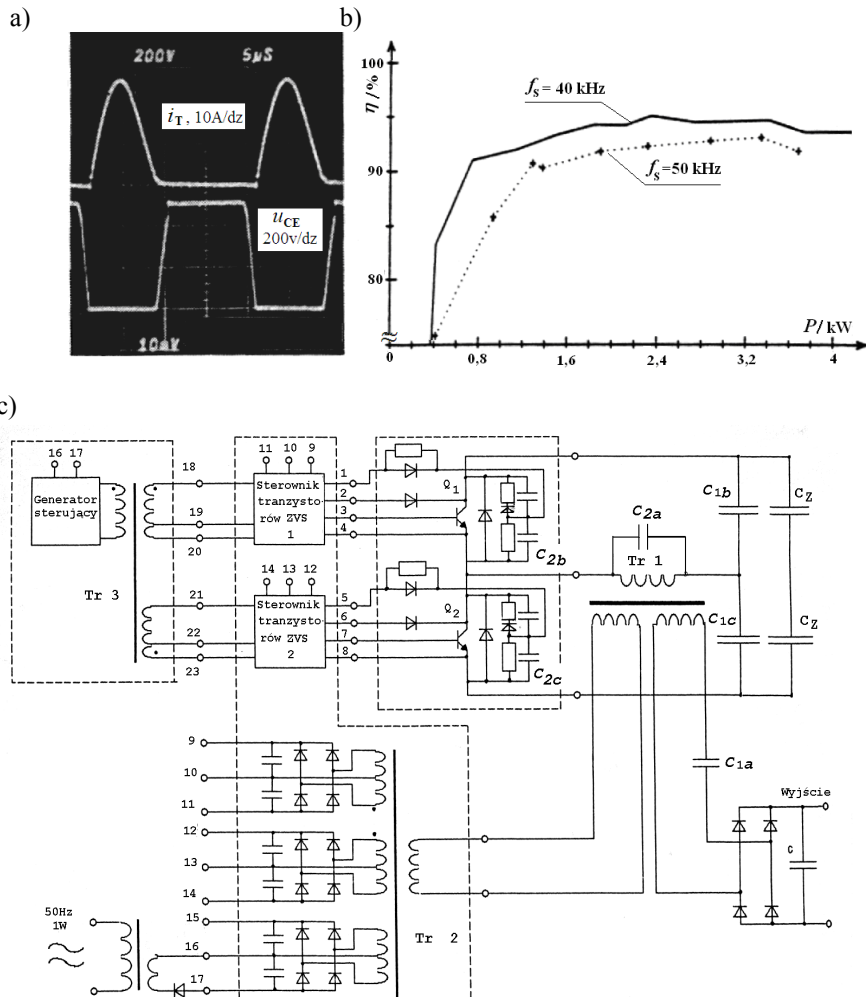 a)
200V 5µS
i_T, 10A/dz
u_CE
200v/dz
10mV
b)
η/%
100
90
80
f_s = 40 kHz
f_s =50 kHz
P/ kW
0 0,8 1,6 2,4 3,2 4
c)
16 17
Generator
sterujący
Tr 3
18
19
20
21
22
23
11 10 9
Sterownik
tranzysto-
rów ZVS
1
14 13 12
Sterownik
tranzysto-
rów ZVS
2
1
2
3
4
5
6
7
8
Q1
C2b
Q2
C2c
C2a
Tr 1
C1b
CZ
C1c
CZ
C1a
Wyjście
C
9
10
11
12
13
14
15
16
17
Tr 2
50Hz
1W